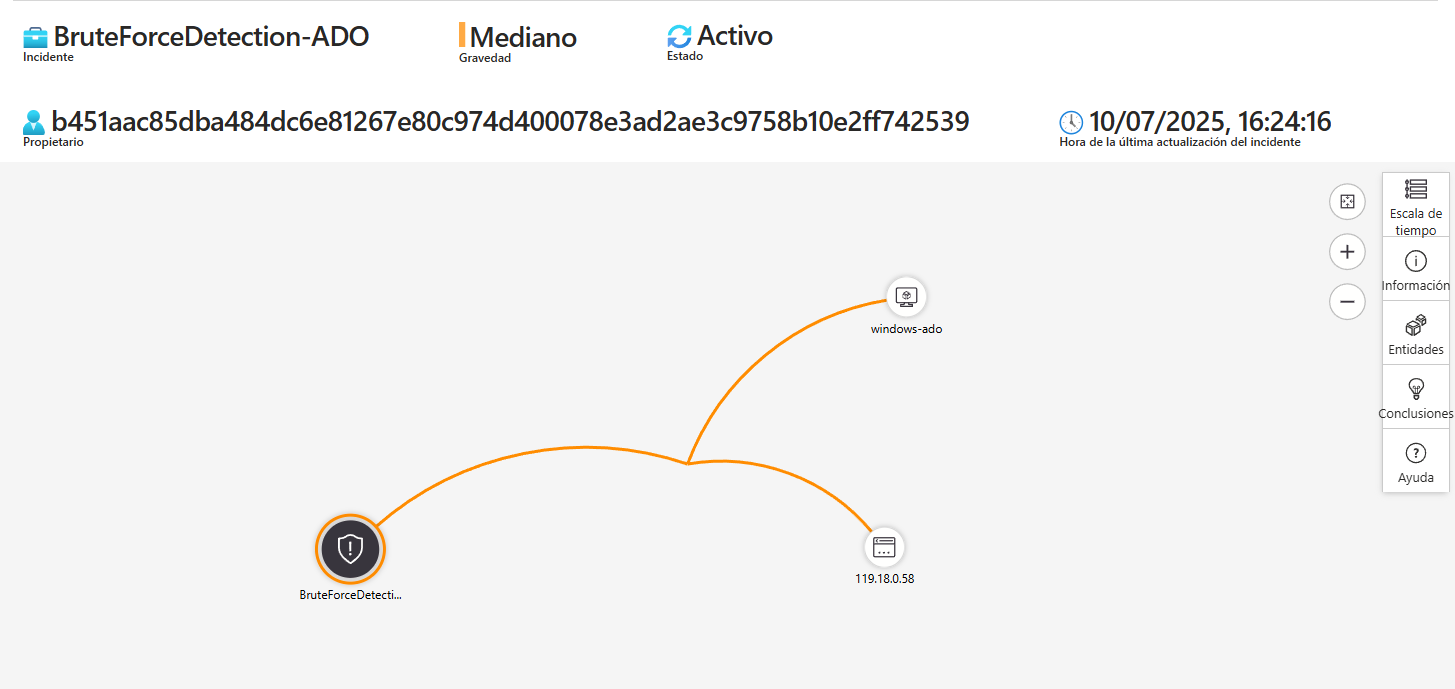 BruteForceDetection-ADO
Incidente
Mediano
Gravedad
Activo
Estado
b451aac85dba484dc6e81267e80c974d400078e3ad2ae3c9758b10e2ff742539
Propietario
10/07/2025, 16:24:16
Hora de la última actualización del incidente
Escala de
tiempo
Información
Entidades
Conclusiones
Ayuda
windows-ado
119.18.0.58
BruteForceDetecti...